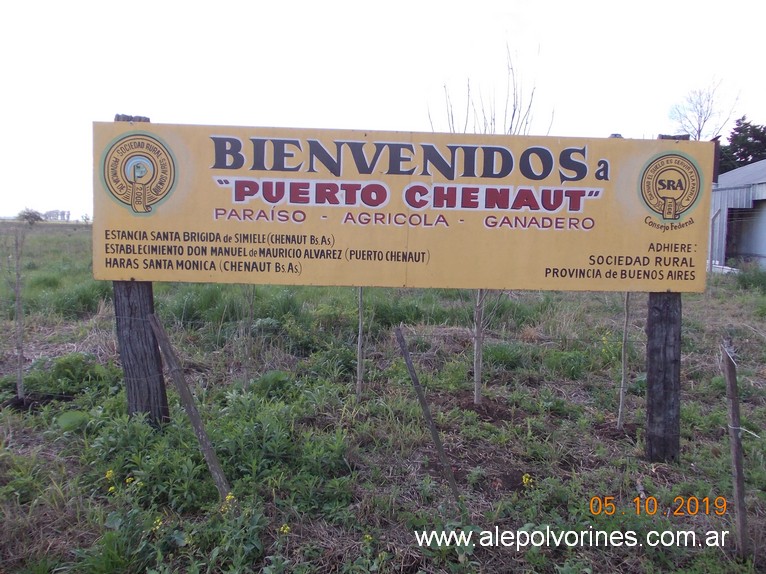 BIENVENIDOS a
"PUERTO CHENAUT"
PARAÍSO - AGRICOLA - GANADERO
ESTANCIA SANTA BRIGIDA de SIMIELE (CHENAUT Bs.As)
ESTABLECIMIENTO DON MANUEL de MAURICIO ALVAREZ (PUERTO CHENAUT)
HARAS SANTA MONICA (CHENAUT Bs.As)
SOCIEDAD RURAL
SRA
Consejo Federal
ADHIERE:
SOCIEDAD RURAL
PROVINCIA de BUENOS AIRES
05.10.2019
www.alepolvorines.com.ar